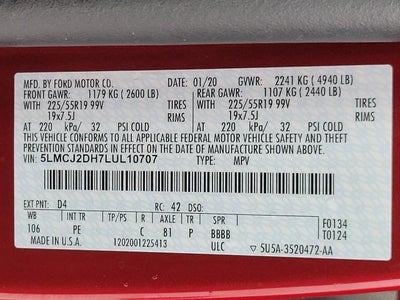 MFD. BY FORD MOTOR CO. 01/20 GVWR: 2241 KG ( 4940 LB)
FRONT GAWR: 1179 KG ( 2600 LB) REAR GAWR: 1107 KG ( 2440 LB)
WITH 225/55R19 99V TIRES WITH 225/55R19 99V TIRES
19x7.5J RIMS 19x7.5J RIMS
AT 220 kPa/ 32 PSI COLD AT 220 kPa/ 32 PSI COLD
THIS VEHICLE CONFORMS TO ALL APPLICABLE FEDERAL MOTOR VEHICLE SAFETY AND THEFT
PREVENTION STANDARDS IN EFFECT ON THE DATE OF MANUFACTURE SHOWN ABOVE.
VIN: 5LMCJ2DH7LUL10707 TYPE: MPV
EXT PNT: D4 RC: 42 DSO:
WB TP/PS R AXLE TR SPR
106 PE C 81 P BBBB F0134
MADE IN U.S.A. 1202001225413 ULC T0124
5U5A-3520472-AA